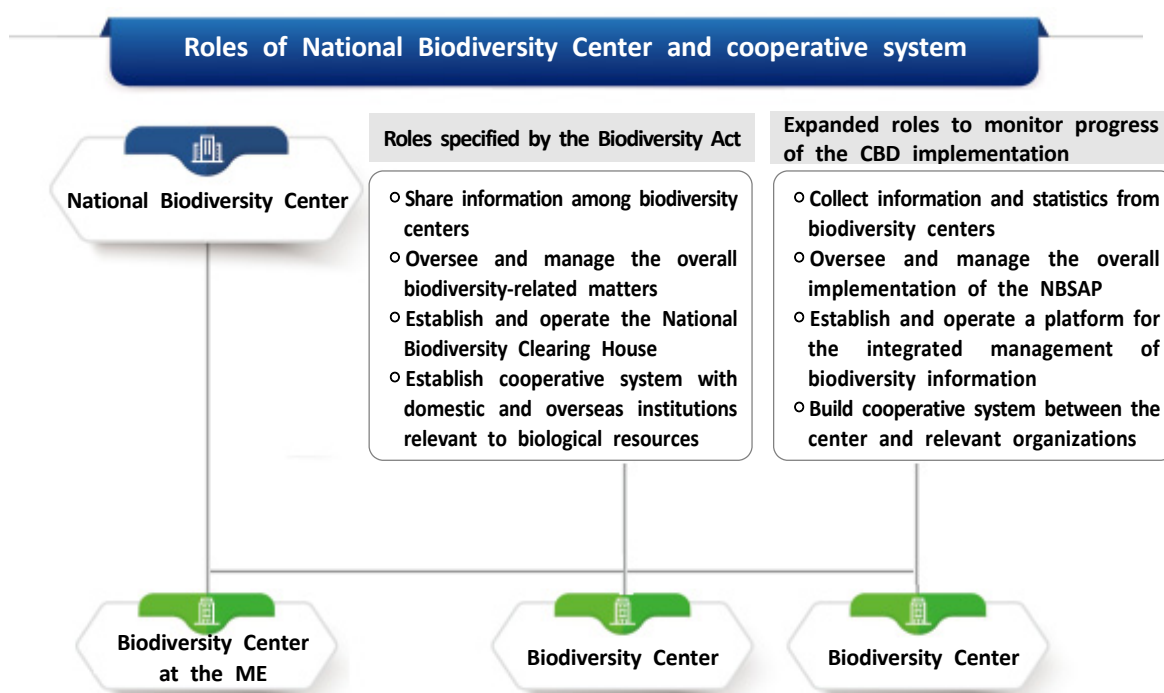 Roles of National Biodiversity Center and cooperative system
National Biodiversity Center
Roles specified by the Biodiversity Act
○ Share information among biodiversity
centers
○ Oversee and manage the overall
biodiversity-related matters
○ Establish and operate the National
Biodiversity Clearing House
○ Establish cooperative system with
domestic and overseas institutions
relevant to biological resources
Expanded roles to monitor progress
of the CBD implementation
○ Collect information and statistics from
biodiversity centers
○ Oversee and manage the overall
implementation of the NBSAP
○ Establish and operate a platform for
the integrated management of
biodiversity information
○ Build cooperative system between the
center and relevant organizations
Biodiversity Center
at the ME
Biodiversity Center
Biodiversity Center